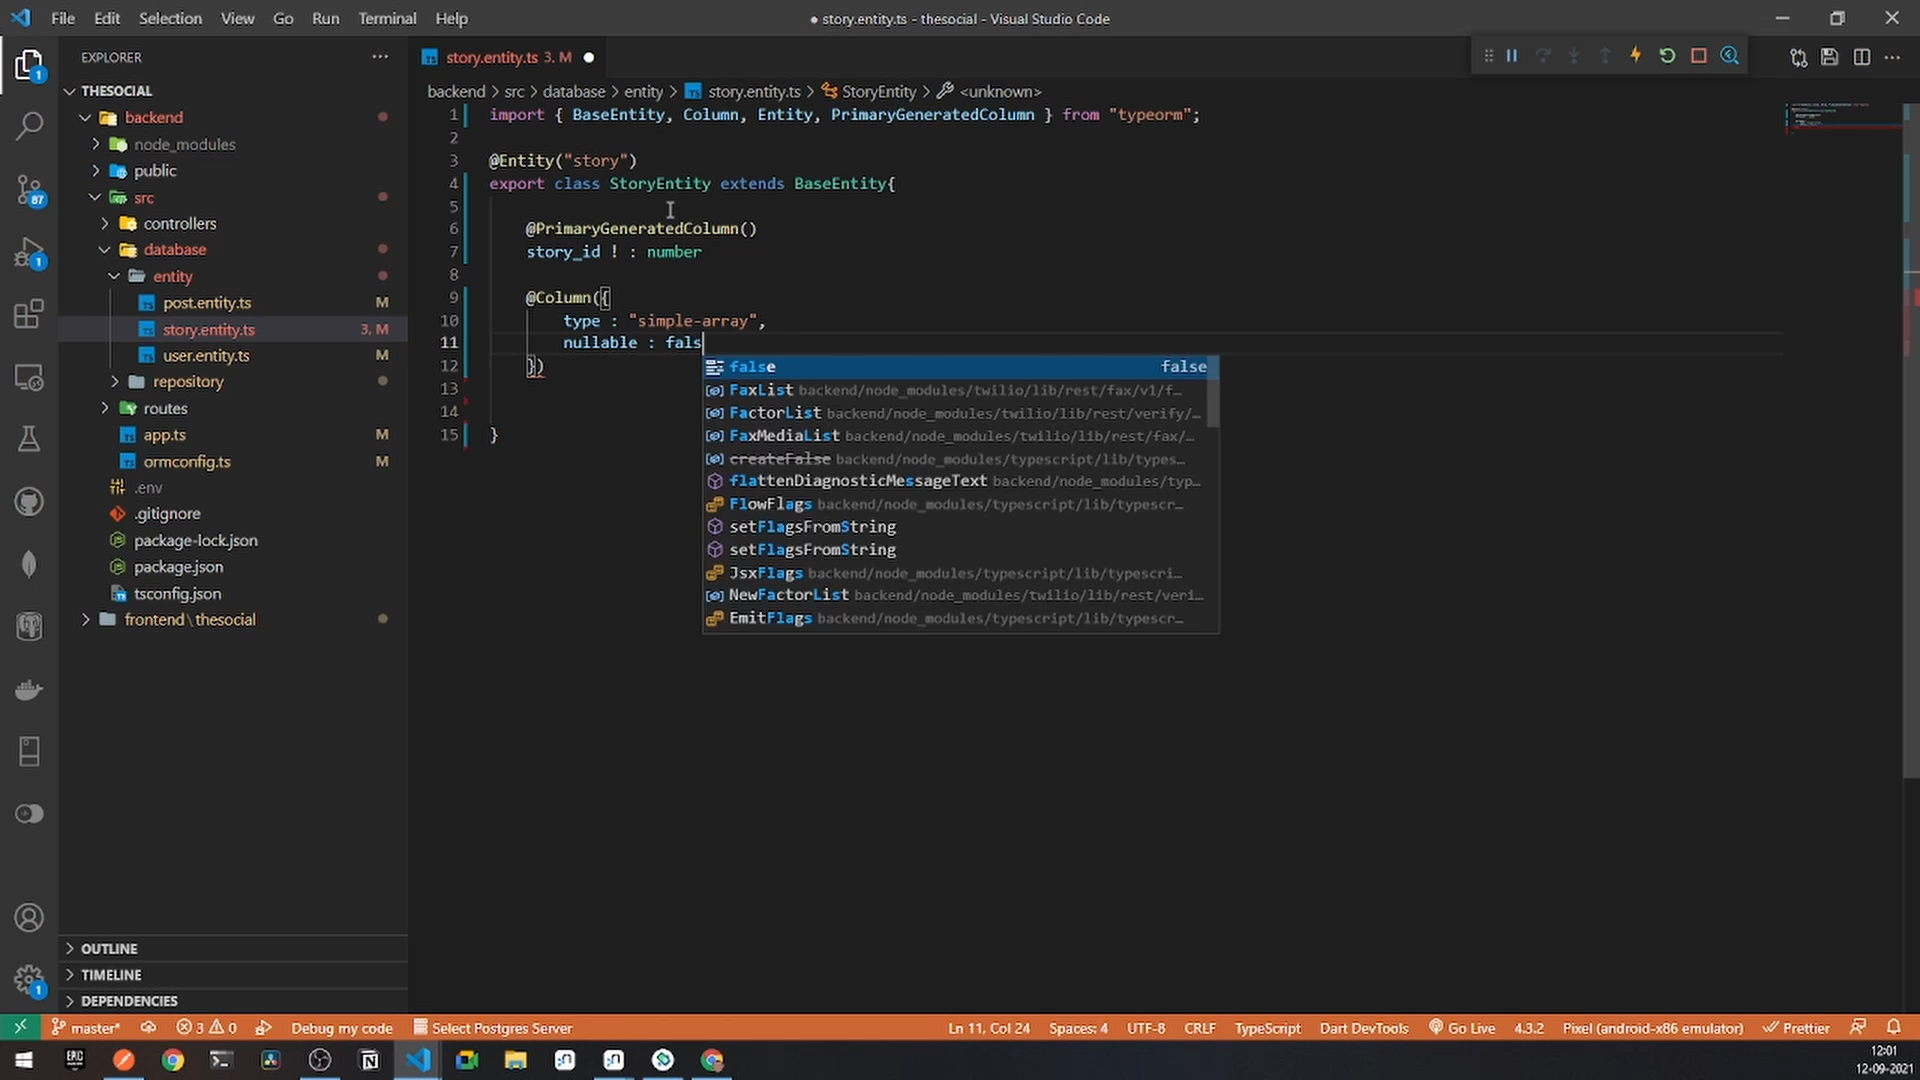 File Edit Selection View Go Run Terminal Help
● story.entity.ts - thesocial - Visual Studio Code
EXPLORER
THESOCIAL
backend
node_modules
public
src
controllers
database
entity
post.entity.ts M
story.entity.ts 3, M
user.entity.ts M
repository
routes
app.ts M
ormconfig.ts M
.env
.gitignore
package-lock.json
package.json
tsconfig.json
frontend\thesocial
OUTLINE
TIMELINE
DEPENDENCIES
1
87
1
1
story.entity.ts 3, M
backend > src > database > entity > story.entity.ts > StoryEntity > <unknown>
1 import { BaseEntity, Column, Entity, PrimaryGeneratedColumn } from "typeorm";
2
3 @Entity("story")
4 export class StoryEntity extends BaseEntity{
5
6 @PrimaryGeneratedColumn()
7 story_id ! : number
8
9 @Column({
10 type : "simple-array",
11 nullable : fals
12 })
13
14
15 }
false false
FaxList backend/node_modules/twilio/lib/rest/fax/v1/f…
FactorList backend/node_modules/twilio/lib/rest/verify/…
FaxMediaList backend/node_modules/twilio/lib/rest/fax/…
createFalse backend/node_modules/typescript/lib/types…
flattenDiagnosticMessageText backend/node_modules/typ…
FlowFlags backend/node_modules/typescript/lib/typescr…
setFlagsFromString
setFlagsFromString
JsxFlags backend/node_modules/typescript/lib/typescri…
NewFactorList backend/node_modules/twilio/lib/rest/veri…
EmitFlags backend/node_modules/typescript/lib/typescr…
master* 3 0 Debug my code Select Postgres Server Ln 11, Col 24 Spaces: 4 UTF-8 CRLF TypeScript Dart DevTools Go Live 4.3.2 Pixel (android-x86 emulator) Prettier
12:01
12-09-2021